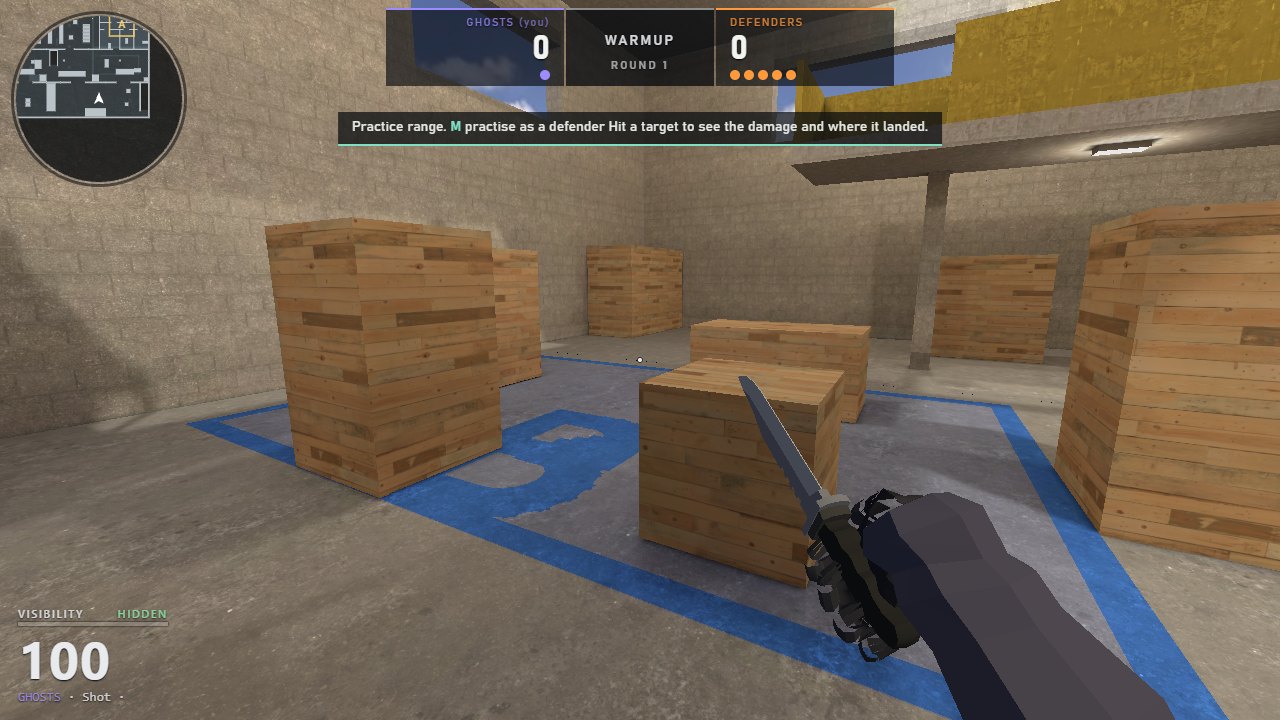 A
GHOSTS (you)
0
WARMUP
ROUND 1
DEFENDERS
0
Practice range. M practise as a defender Hit a target to see the damage and where it landed.
B
VISIBILITY HIDDEN
100
GHOSTS · Shot ·